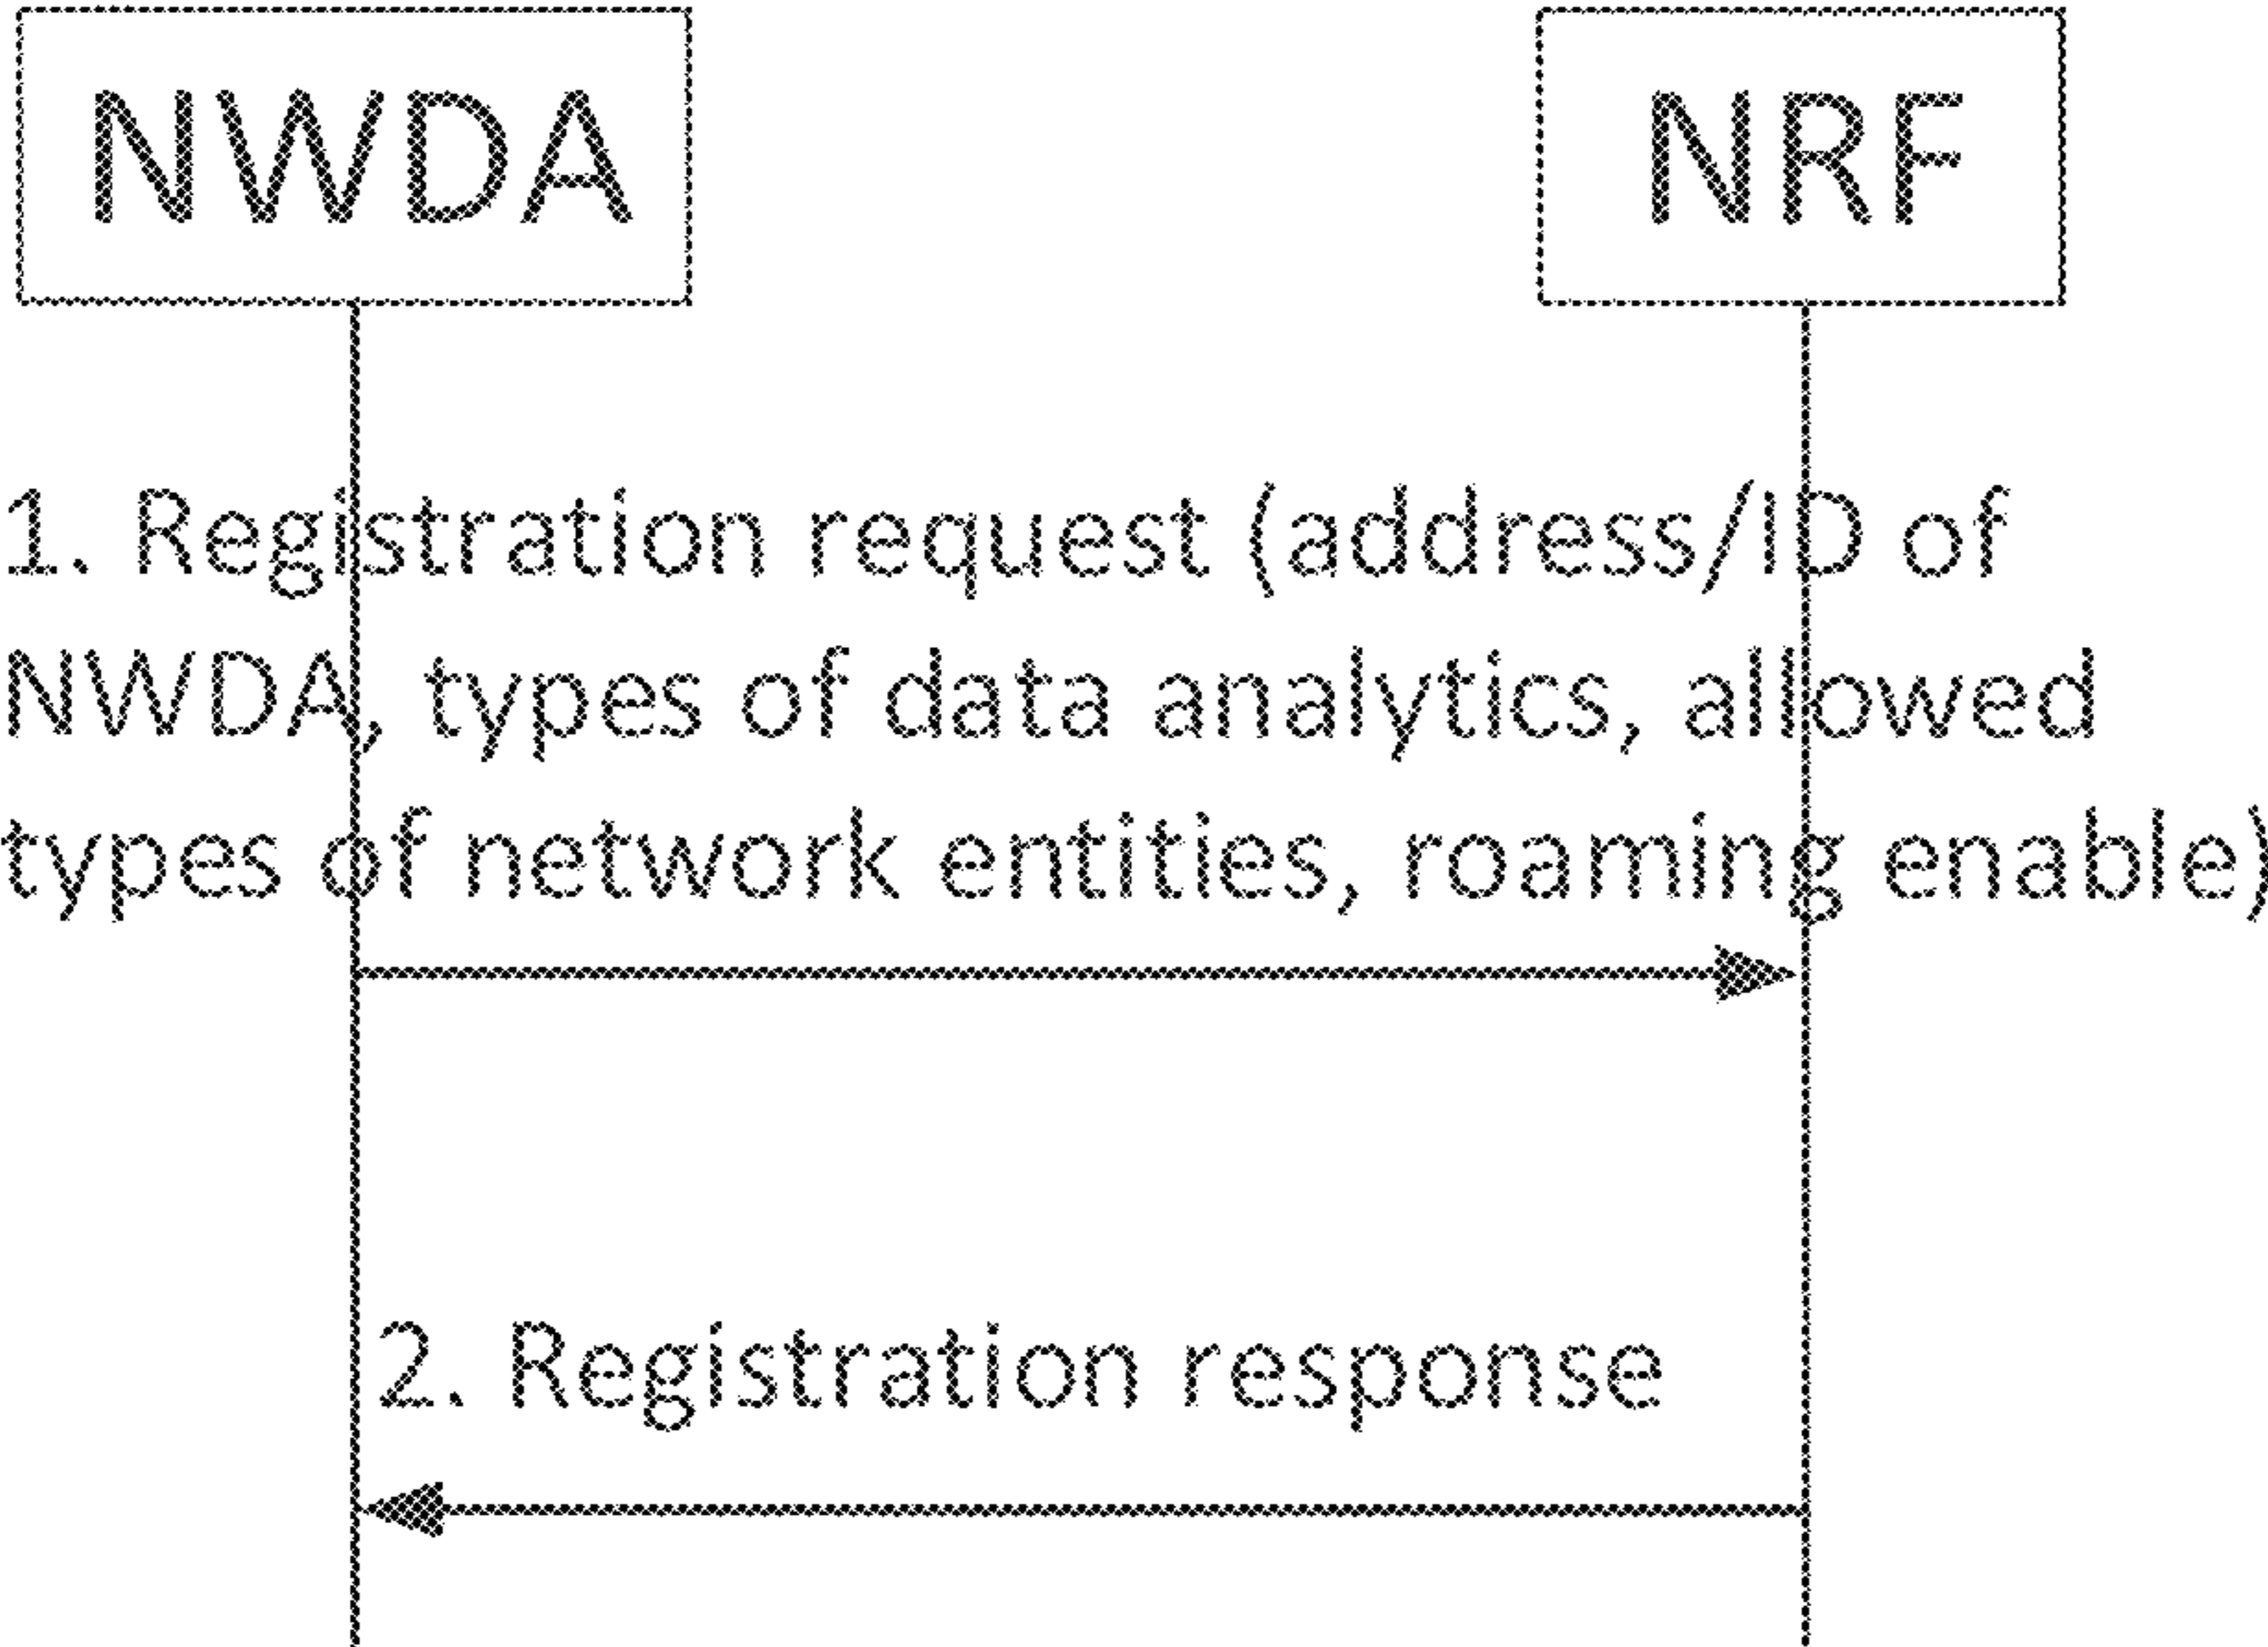 NWDA
NRF
1. Registration request (address/ID of
NWDA, types of data analytics, allowed
types of network entities, roaming enable)
2. Registration response